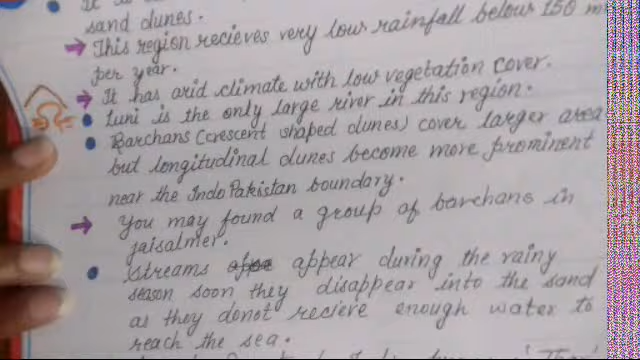 sand dunes.
This region recieves very low rainfall below 150 m
per year.
It has arid climate with low vegetation cover.
Luni is the only large river in this region.
Barchans (crescent shaped dunes) cover larger area
but longitudinal dunes become more prominent
near the Indo Pakistan boundary.
You may found a group of barchans in
jaisalmer.
Streams appear during the rainy
season soon they disappear into the sand
as they donot recieve enough water to
reach the sea.